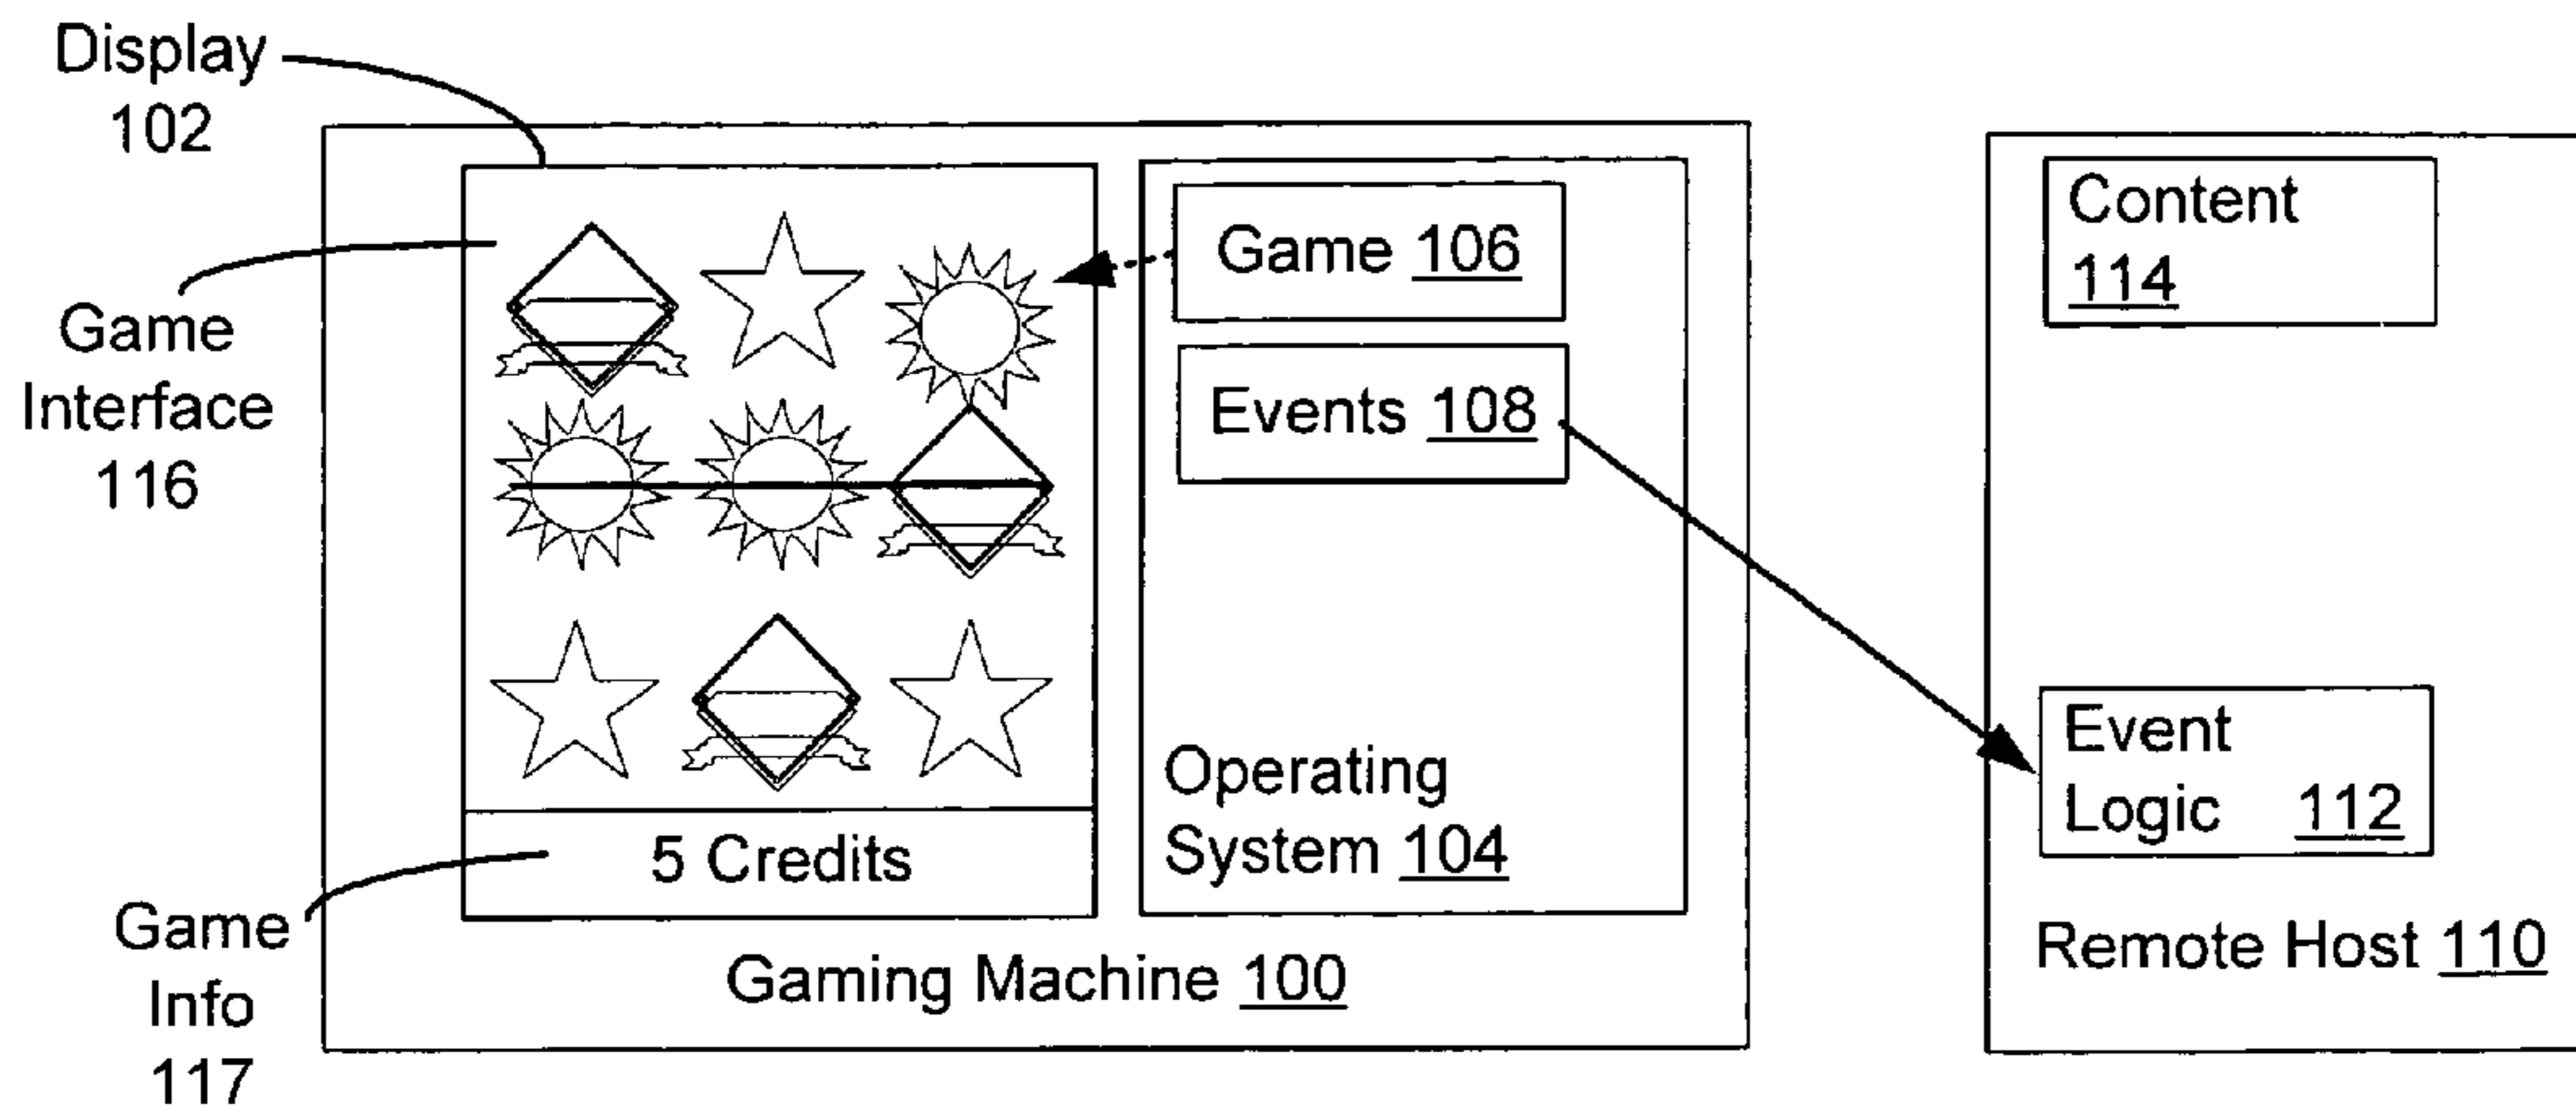 Display
102
Game
Interface
116
Game
Info
117
5 Credits
Game 106
Events 108
Operating
System 104
Gaming Machine 100
Content
114
Event
Logic 112
Remote Host 110